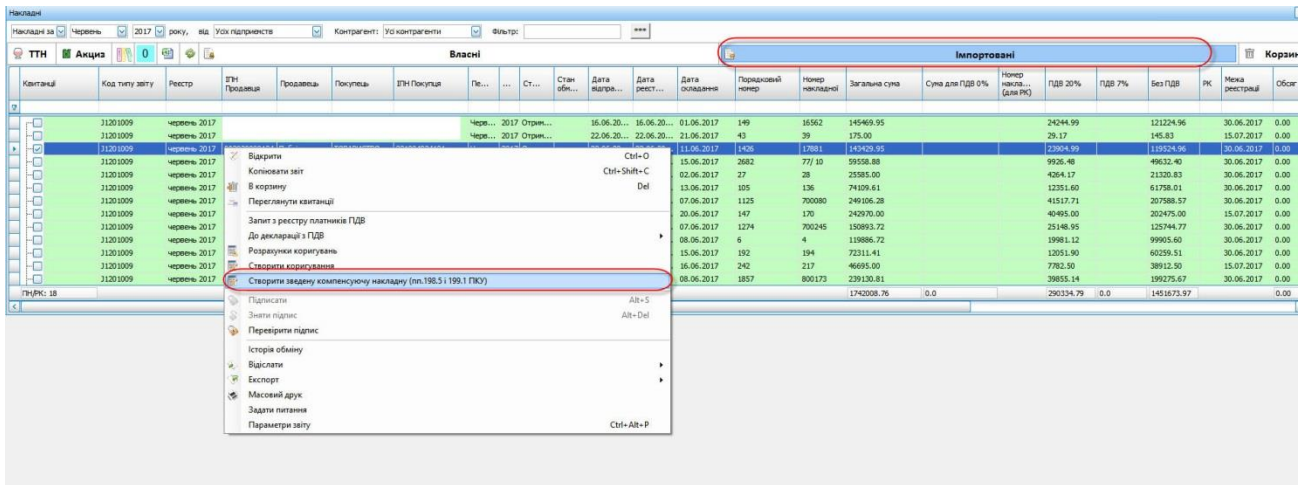 Накладні
Накладні за Червень 2017 року, від Усіх підприємств Контрагент: Усі контрагенти Фільтр: ***
ТТН Акциз 0 Власні Імпортовані Корзин
Квитанції Код типу звіту Реєстр ІПН Продавця Продавець Покупець ІПН Покупця Пе... ... Ст... Стан обм... Дата відпра... Дата реєст... Дата складання Порядковий номер Номер накладної Загальна сума Сума для ПДВ 0% Номер накла... (для РК) ПДВ 20% ПДВ 7% Без ПДВ РК Межа реєстрації Обсяг
J1201009 червень 2017 Черв... 2017 Отрим... 16.06.20... 16.06.20... 01.06.2017 149 16562 145469.95 24244.99 121224.96 30.06.2017 0.00
J1201009 червень 2017 Черв... 2017 Отрим... 22.06.20... 22.06.20... 21.06.2017 43 39 175.00 29.17 145.83 15.07.2017 0.00
J1201009 червень 2017 11.06.2017 1426 17881 143429.95 23904.99 119524.96 30.06.2017 0.00
J1201009 червень 2017 15.06.2017 2682 77/ 10 59558.88 9926.48 49632.40 30.06.2017 0.00
J1201009 червень 2017 02.06.2017 27 28 25585.00 4264.17 21320.83 30.06.2017 0.00
J1201009 червень 2017 13.06.2017 105 136 74109.61 12351.60 61758.01 30.06.2017 0.00
J1201009 червень 2017 07.06.2017 1125 700080 249106.28 41517.71 207588.57 30.06.2017 0.00
J1201009 червень 2017 20.06.2017 147 170 242970.00 40495.00 202475.00 15.07.2017 0.00
J1201009 червень 2017 07.06.2017 1274 700245 150893.72 25148.95 125744.77 30.06.2017 0.00
J1201009 червень 2017 08.06.2017 6 4 119886.72 19981.12 99905.60 30.06.2017 0.00
J1201009 червень 2017 15.06.2017 192 194 72311.41 12051.90 60259.51 30.06.2017 0.00
J1201009 червень 2017 16.06.2017 242 217 46695.00 7782.50 38912.50 15.07.2017 0.00
J1201009 червень 2017 08.06.2017 1857 800173 239130.81 39855.14 199275.67 30.06.2017 0.00
ПН/РК: 18 1742008.76 0.0 290334.79 0.0 1451673.97 0.00
Відкрити Ctrl+O
Копіювати звіт Ctrl+Shift+C
В корзину Del
Переглянути квитанції
Запит з реєстру платників ПДВ
До декларації з ПДВ
Розрахунки коригувань
Створити коригування
Створити зведену компенсуючу накладну (пп.198.5 і 199.1 ПКУ)
Підписати Alt+S
Зняти підпис Alt+Del
Перевірити підпис
Історія обміну
Відіслати
Експорт
Масовий друк
Задати питання
Параметри звіту Ctrl+Alt+P